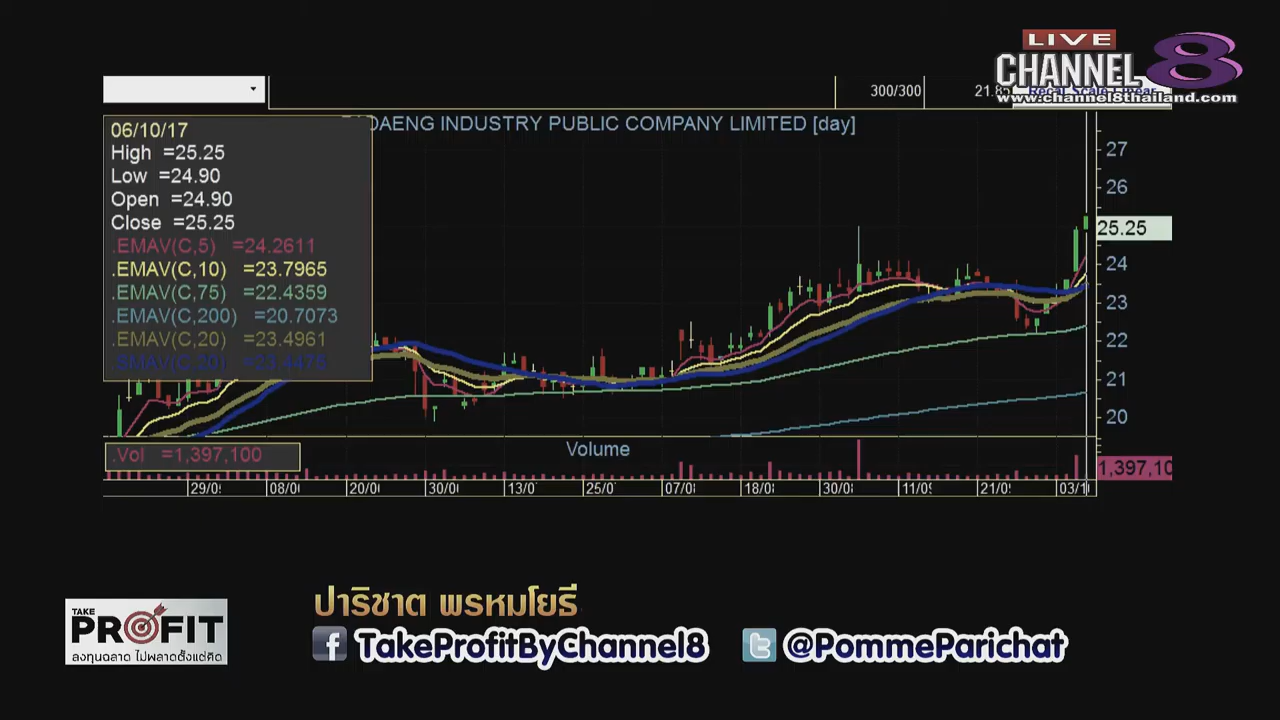 LIVE
CHANNEL 8
www.channel8thailand.com
300/300
21.85
DAENG INDUSTRY PUBLIC COMPANY LIMITED [day]
06/10/17
High =25.25
Low =24.90
Open =24.90
Close =25.25
.EMAV(C,5) =24.2611
.EMAV(C,10) =23.7965
.EMAV(C,75) =22.4359
.EMAV(C,200) =20.7073
.EMAV(C,20) =23.4961
.EMAV(C,20) =23.4475
27
26
25.25
24
23
22
21
20
.Vol =1,397,100
Volume
1,397,10
29/0 08/0 20/0 30/0 13/0 25/0 07/0 18/0 30/0 11/0 21/0 03/1
TAKE
PROFIT
ลงทุนฉลาด ไม่พลาดตั้งแต่คิด
ปาริชาต พรหมโยธี
f TakeProfitByChannel8
t @PommeParichat